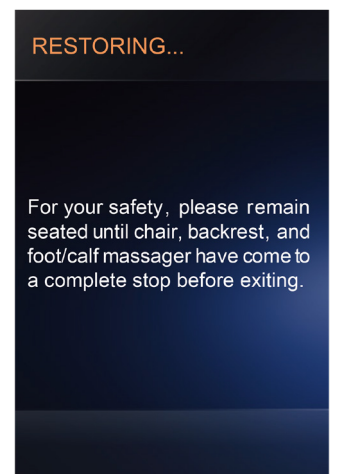 RESTORING...
For your safety, please remain
seated until chair, backrest, and
foot/calf massager have come to
a complete stop before exiting.